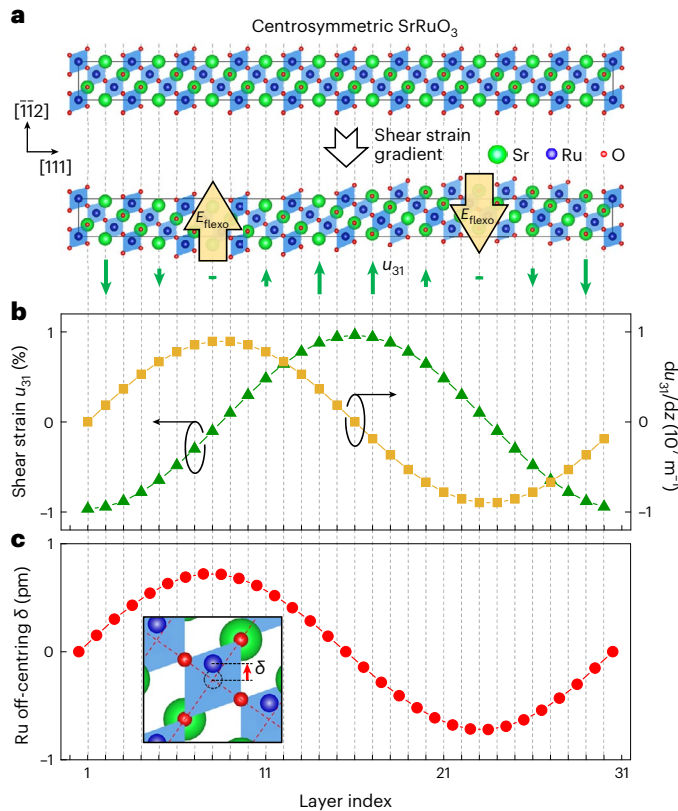 a
Centrosymmetric SrRuO₃
[1̄1̄2]
[111]
Shear strain
gradient
Sr Ru O
E_flexo
E_flexo
u₃₁
b
Shear strain u₃₁ (%)
1
0
−1
1
0
−1
du₃₁/dz (10⁷ m⁻¹)
c
Ru off-centring δ (pm)
1
0
−1
δ
1 11 21 31
Layer index